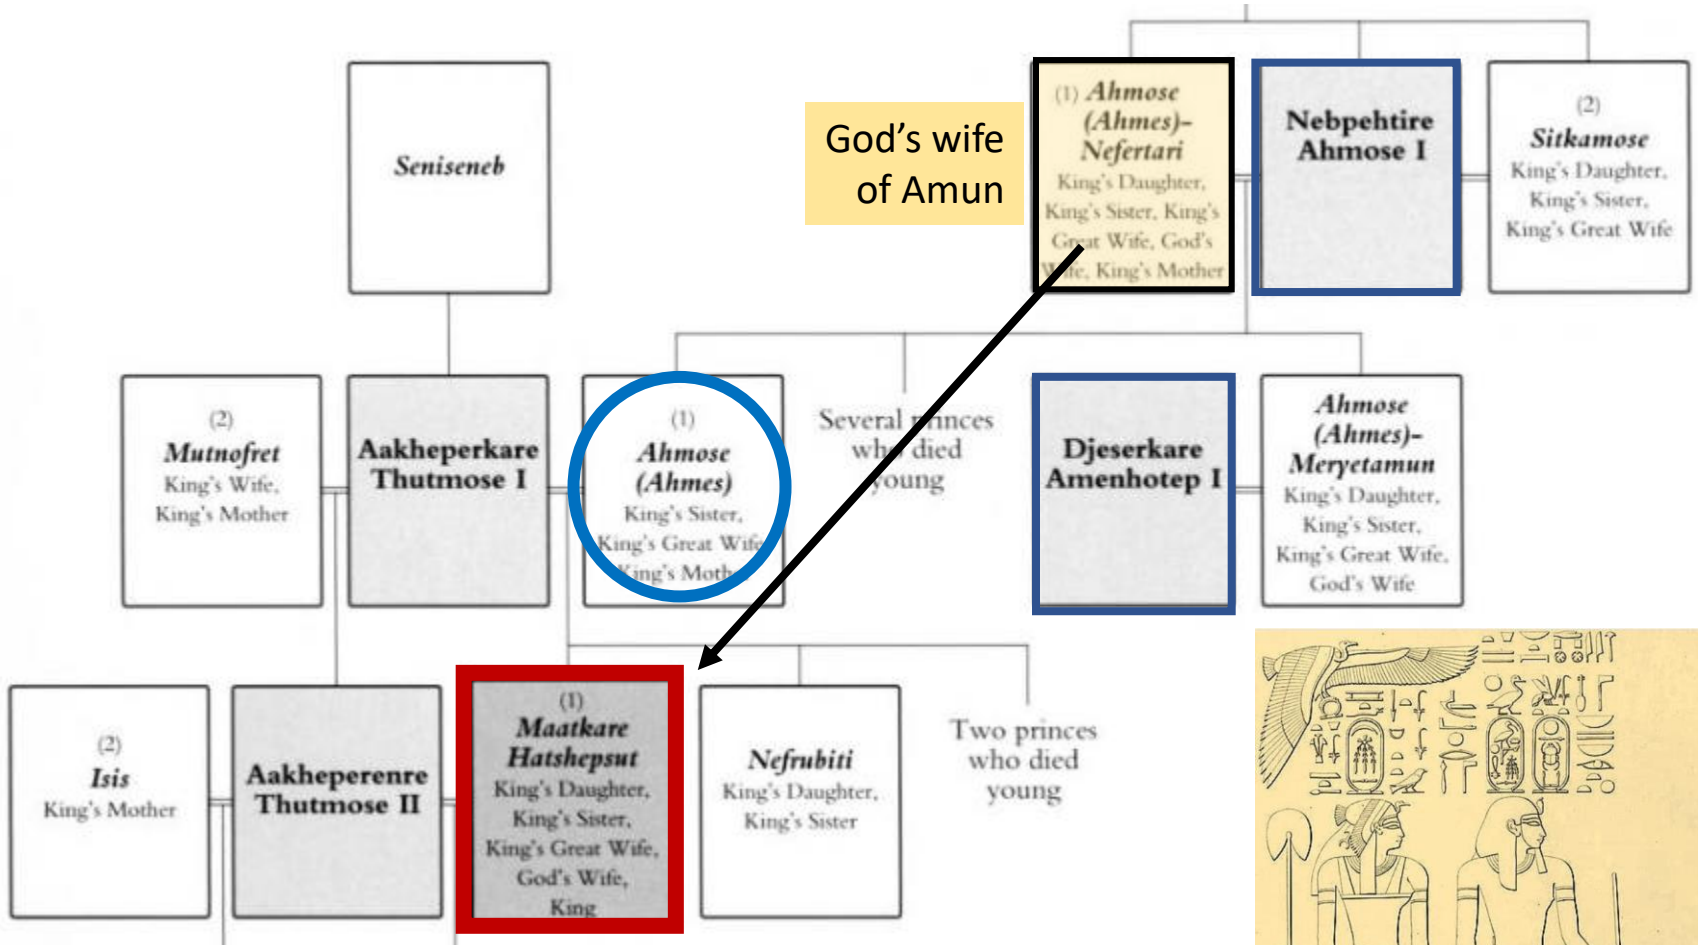 Seniseneb
God's wife
of Amun
(1) Ahmose
(Ahmes)-
Nefertari
King's Daughter,
King's Sister, King's
Great Wife, God's
Wife, King's Mother
Nebpehtire
Ahmose I
(2)
Sitkamose
King's Daughter,
King's Sister,
King's Great Wife
(2)
Mutnofret
King's Wife,
King's Mother
Aakheperkare
Thutmose I
(1)
Ahmose
(Ahmes)
King's Sister,
King's Great Wife
King's Mother
Several princes
who died
young
Djeserkare
Amenhotep I
Ahmose
(Ahmes)-
Meryetamun
King's Daughter,
King's Sister,
King's Great Wife,
God's Wife
(2)
Isis
King's Mother
Aakheperenre
Thutmose II
(1)
Maatkare
Hatshepsut
King's Daughter,
King's Sister,
King's Great Wife,
God's Wife,
King
Nefrubiti
King's Daughter,
King's Sister
Two princes
who died
young